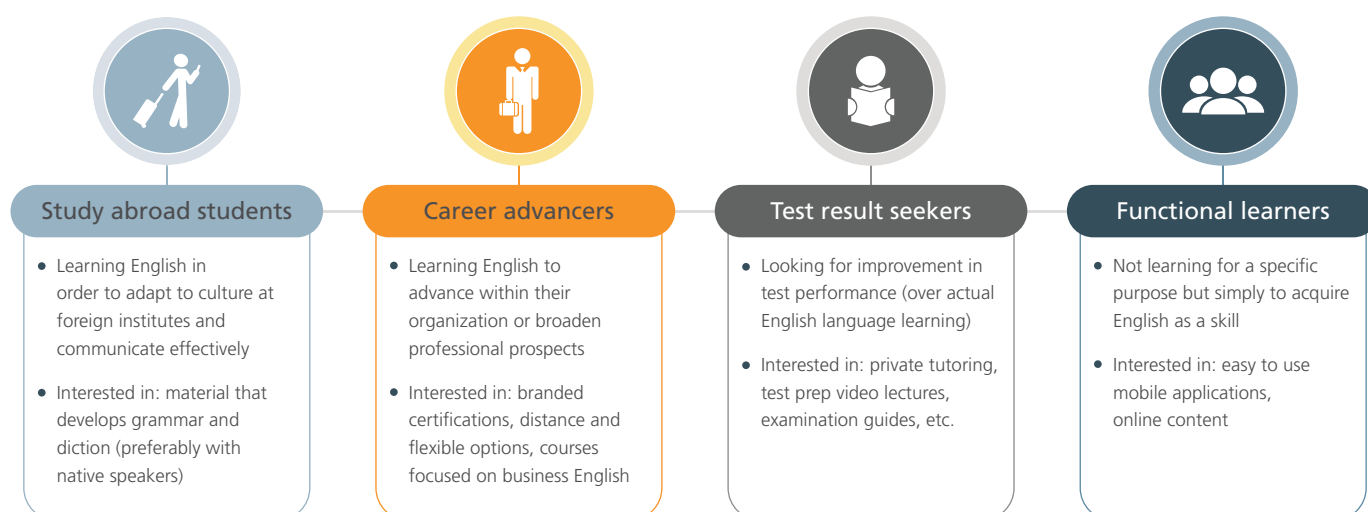 Study abroad students
• Learning English in
order to adapt to culture at
foreign institutes and
communicate effectively
• Interested in: material that
develops grammar and
diction (preferably with
native speakers)
Career advancers
• Learning English to
advance within their
organization or broaden
professional prospects
• Interested in: branded
certifications, distance and
flexible options, courses
focused on business English
Test result seekers
• Looking for improvement in
test performance (over actual
English language learning)
• Interested in: private tutoring,
test prep video lectures,
examination guides, etc.
Functional learners
• Not learning for a specific
purpose but simply to acquire
English as a skill
• Interested in: easy to use
mobile applications,
online content